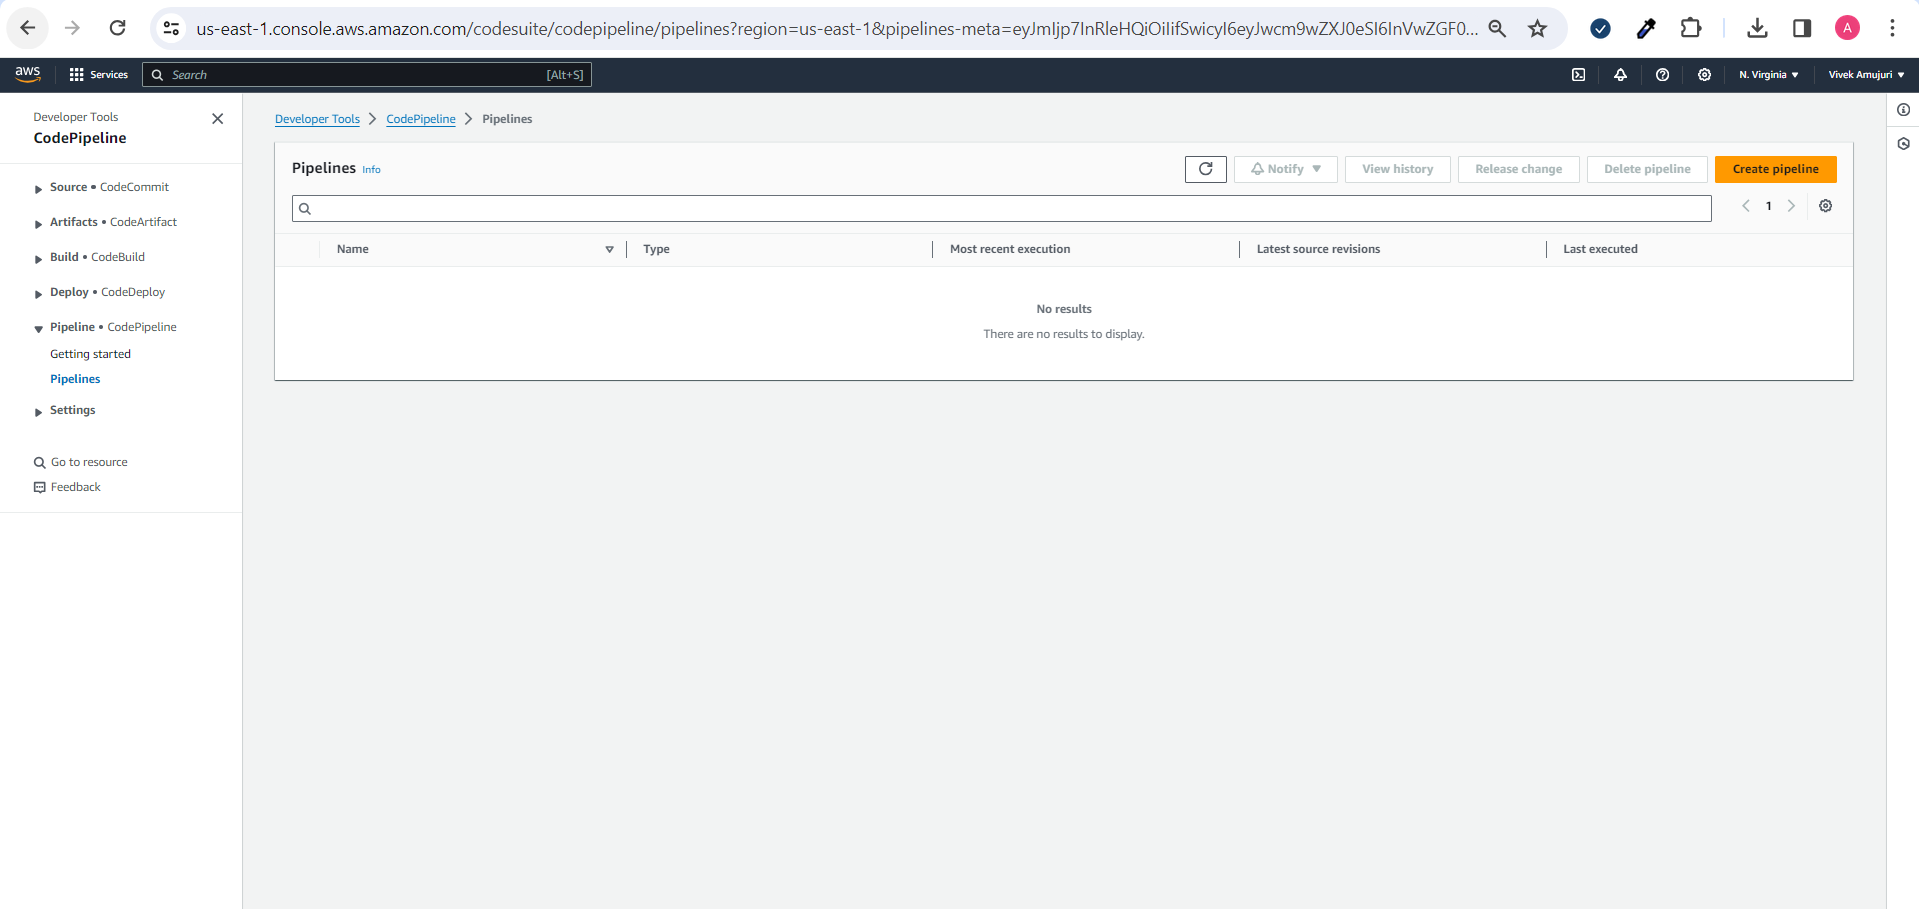 us-east-1.console.aws.amazon.com/codesuite/codepipeline/pipelines?region=us-east-1&pipelines-meta=eyJmIjp7InRleHQiOiIifSwicyI6eyJwcm9wZXJ0eSI6InVwZGF0...
A
aws Services Search [Alt+S] N. Virginia Vivek Amujuri
Developer Tools
CodePipeline
Source • CodeCommit
Artifacts • CodeArtifact
Build • CodeBuild
Deploy • CodeDeploy
Pipeline • CodePipeline
Getting started
Pipelines
Settings
Go to resource
Feedback
Developer Tools > CodePipeline > Pipelines
Pipelines Info
Notify View history Release change Delete pipeline Create pipeline
1
Name Type Most recent execution Latest source revisions Last executed
No results
There are no results to display.